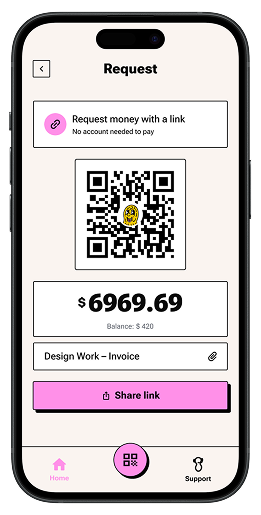 Request
Request money with a link
No account needed to pay
$6969.69
Balance: $ 420
Design Work – Invoice
Share link
Home
Support